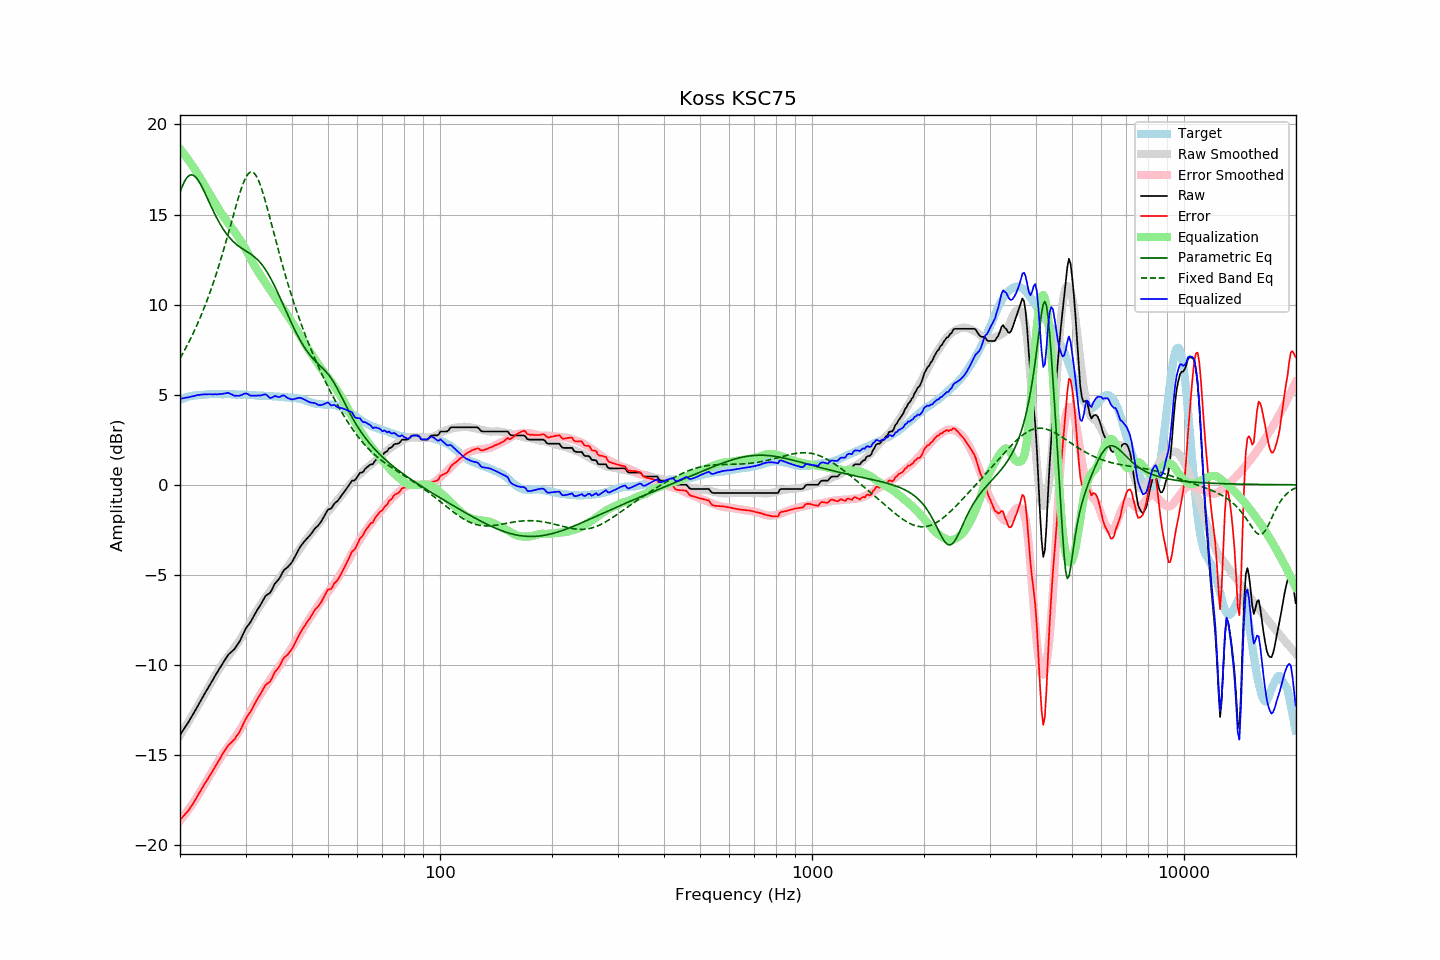 Koss KSC75
20
15
10
5
0
−5
−10
−15
−20
Amplitude (dBr)
100
1000
10000
Frequency (Hz)
Target
Raw Smoothed
Error Smoothed
Raw
Error
Equalization
Parametric Eq
Fixed Band Eq
Equalized